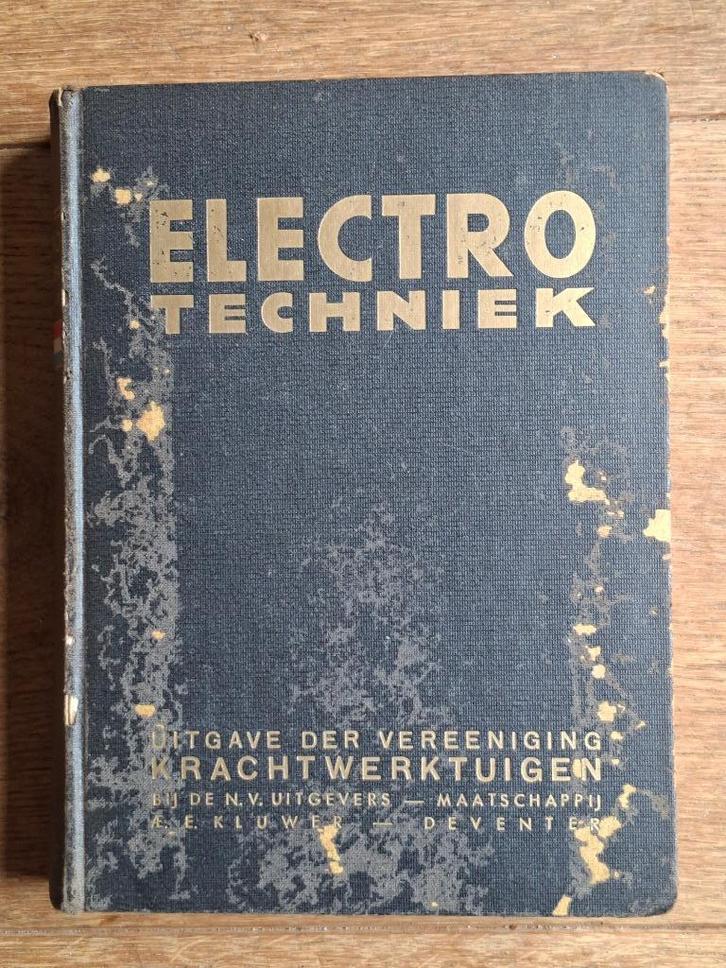 ELECTRO
TECHNIEK
UITGAVE DER VEREENIGING
KRACHTWERKTUIGEN
BIJ DE N.V. UITGEVERS — MAATSCHAPPIJ
Æ. E. KLUWER — DEVENTER